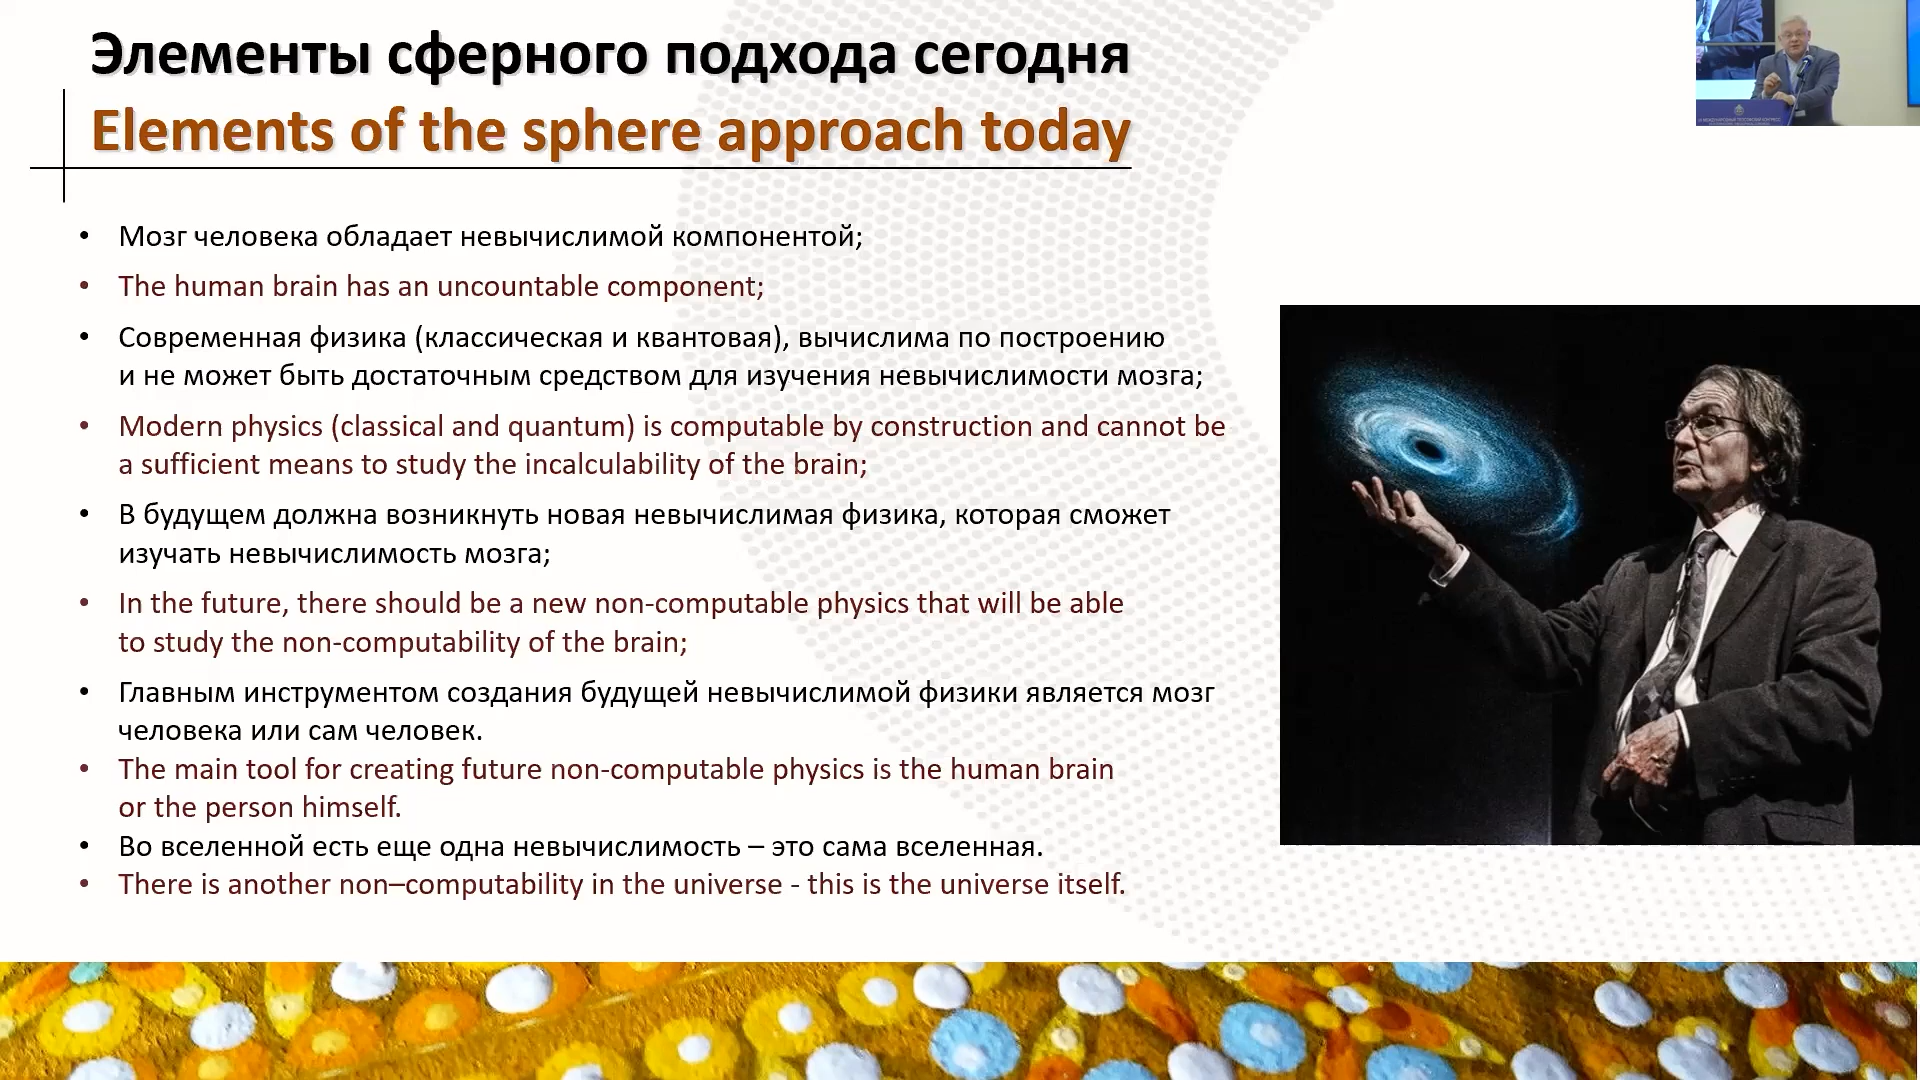 Элементы сферного подхода сегодня
Elements of the sphere approach today
• Мозг человека обладает невычислимой компонентой;
• The human brain has an uncountable component;
• Современная физика (классическая и квантовая), вычислима по построению
и не может быть достаточным средством для изучения невычислимости мозга;
• Modern physics (classical and quantum) is computable by construction and cannot be
a sufficient means to study the incalculability of the brain;
• В будущем должна возникнуть новая невычислимая физика, которая сможет
изучать невычислимость мозга;
• In the future, there should be a new non-computable physics that will be able
to study the non-computability of the brain;
• Главным инструментом создания будущей невычислимой физики является мозг
человека или сам человек.
• The main tool for creating future non-computable physics is the human brain
or the person himself.
• Во вселенной есть еще одна невычислимость – это сама вселенная.
• There is another non–computability in the universe - this is the universe itself.